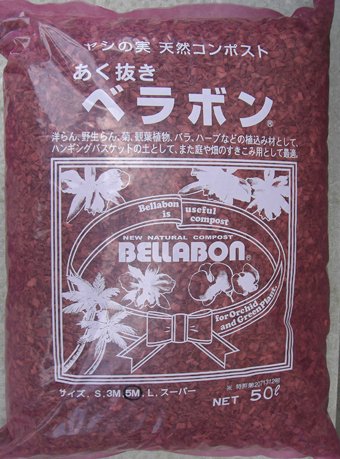 ヤシの実 天然コンポスト
あく抜き
ベラボン®
洋らん、野生らん、菊、観葉植物、バラ、ハーブなどの植込み材として、
ハンギングバスケットの土として、また庭や畑のすきこみ用として最適。
Bellabon is useful compost
NEW NATURAL COMPOST
BELLABON®
for Orchid and GreenPlant.
サイズ. S. 3M. 5M. L. スーパー
NET 50ℓ